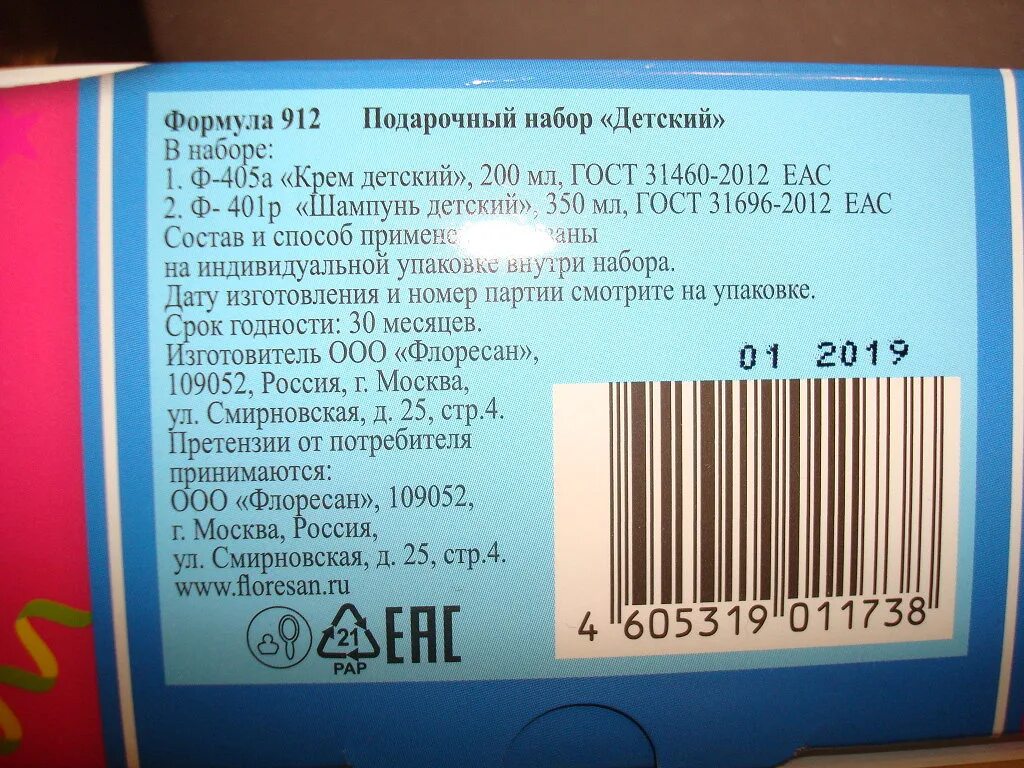 Формула 912 Подарочный набор «Детский»
В наборе:
1. Ф-405а «Крем детский», 200 мл, ГОСТ 31460-2012 ЕАС
2. Ф- 401р «Шампунь детский», 350 мл, ГОСТ 31696-2012 ЕАС
Состав и способ
на индивидуальной упаковке внутри набора.
Дату изготовления и номер партии смотрите на упаковке.
Срок годности: 30 месяцев.
Изготовитель ООО «Флоресан»,
109052, Россия, г. Москва,
ул. Смирновская, д. 25, стр.4.
Претензии от потребителя
принимаются:
ООО «Флоресан», 109052,
г. Москва, Россия,
ул. Смирновская, д. 25, стр.4.
www.floresan.ru
21
PAP
EAC
01 2019
4 605319 011738